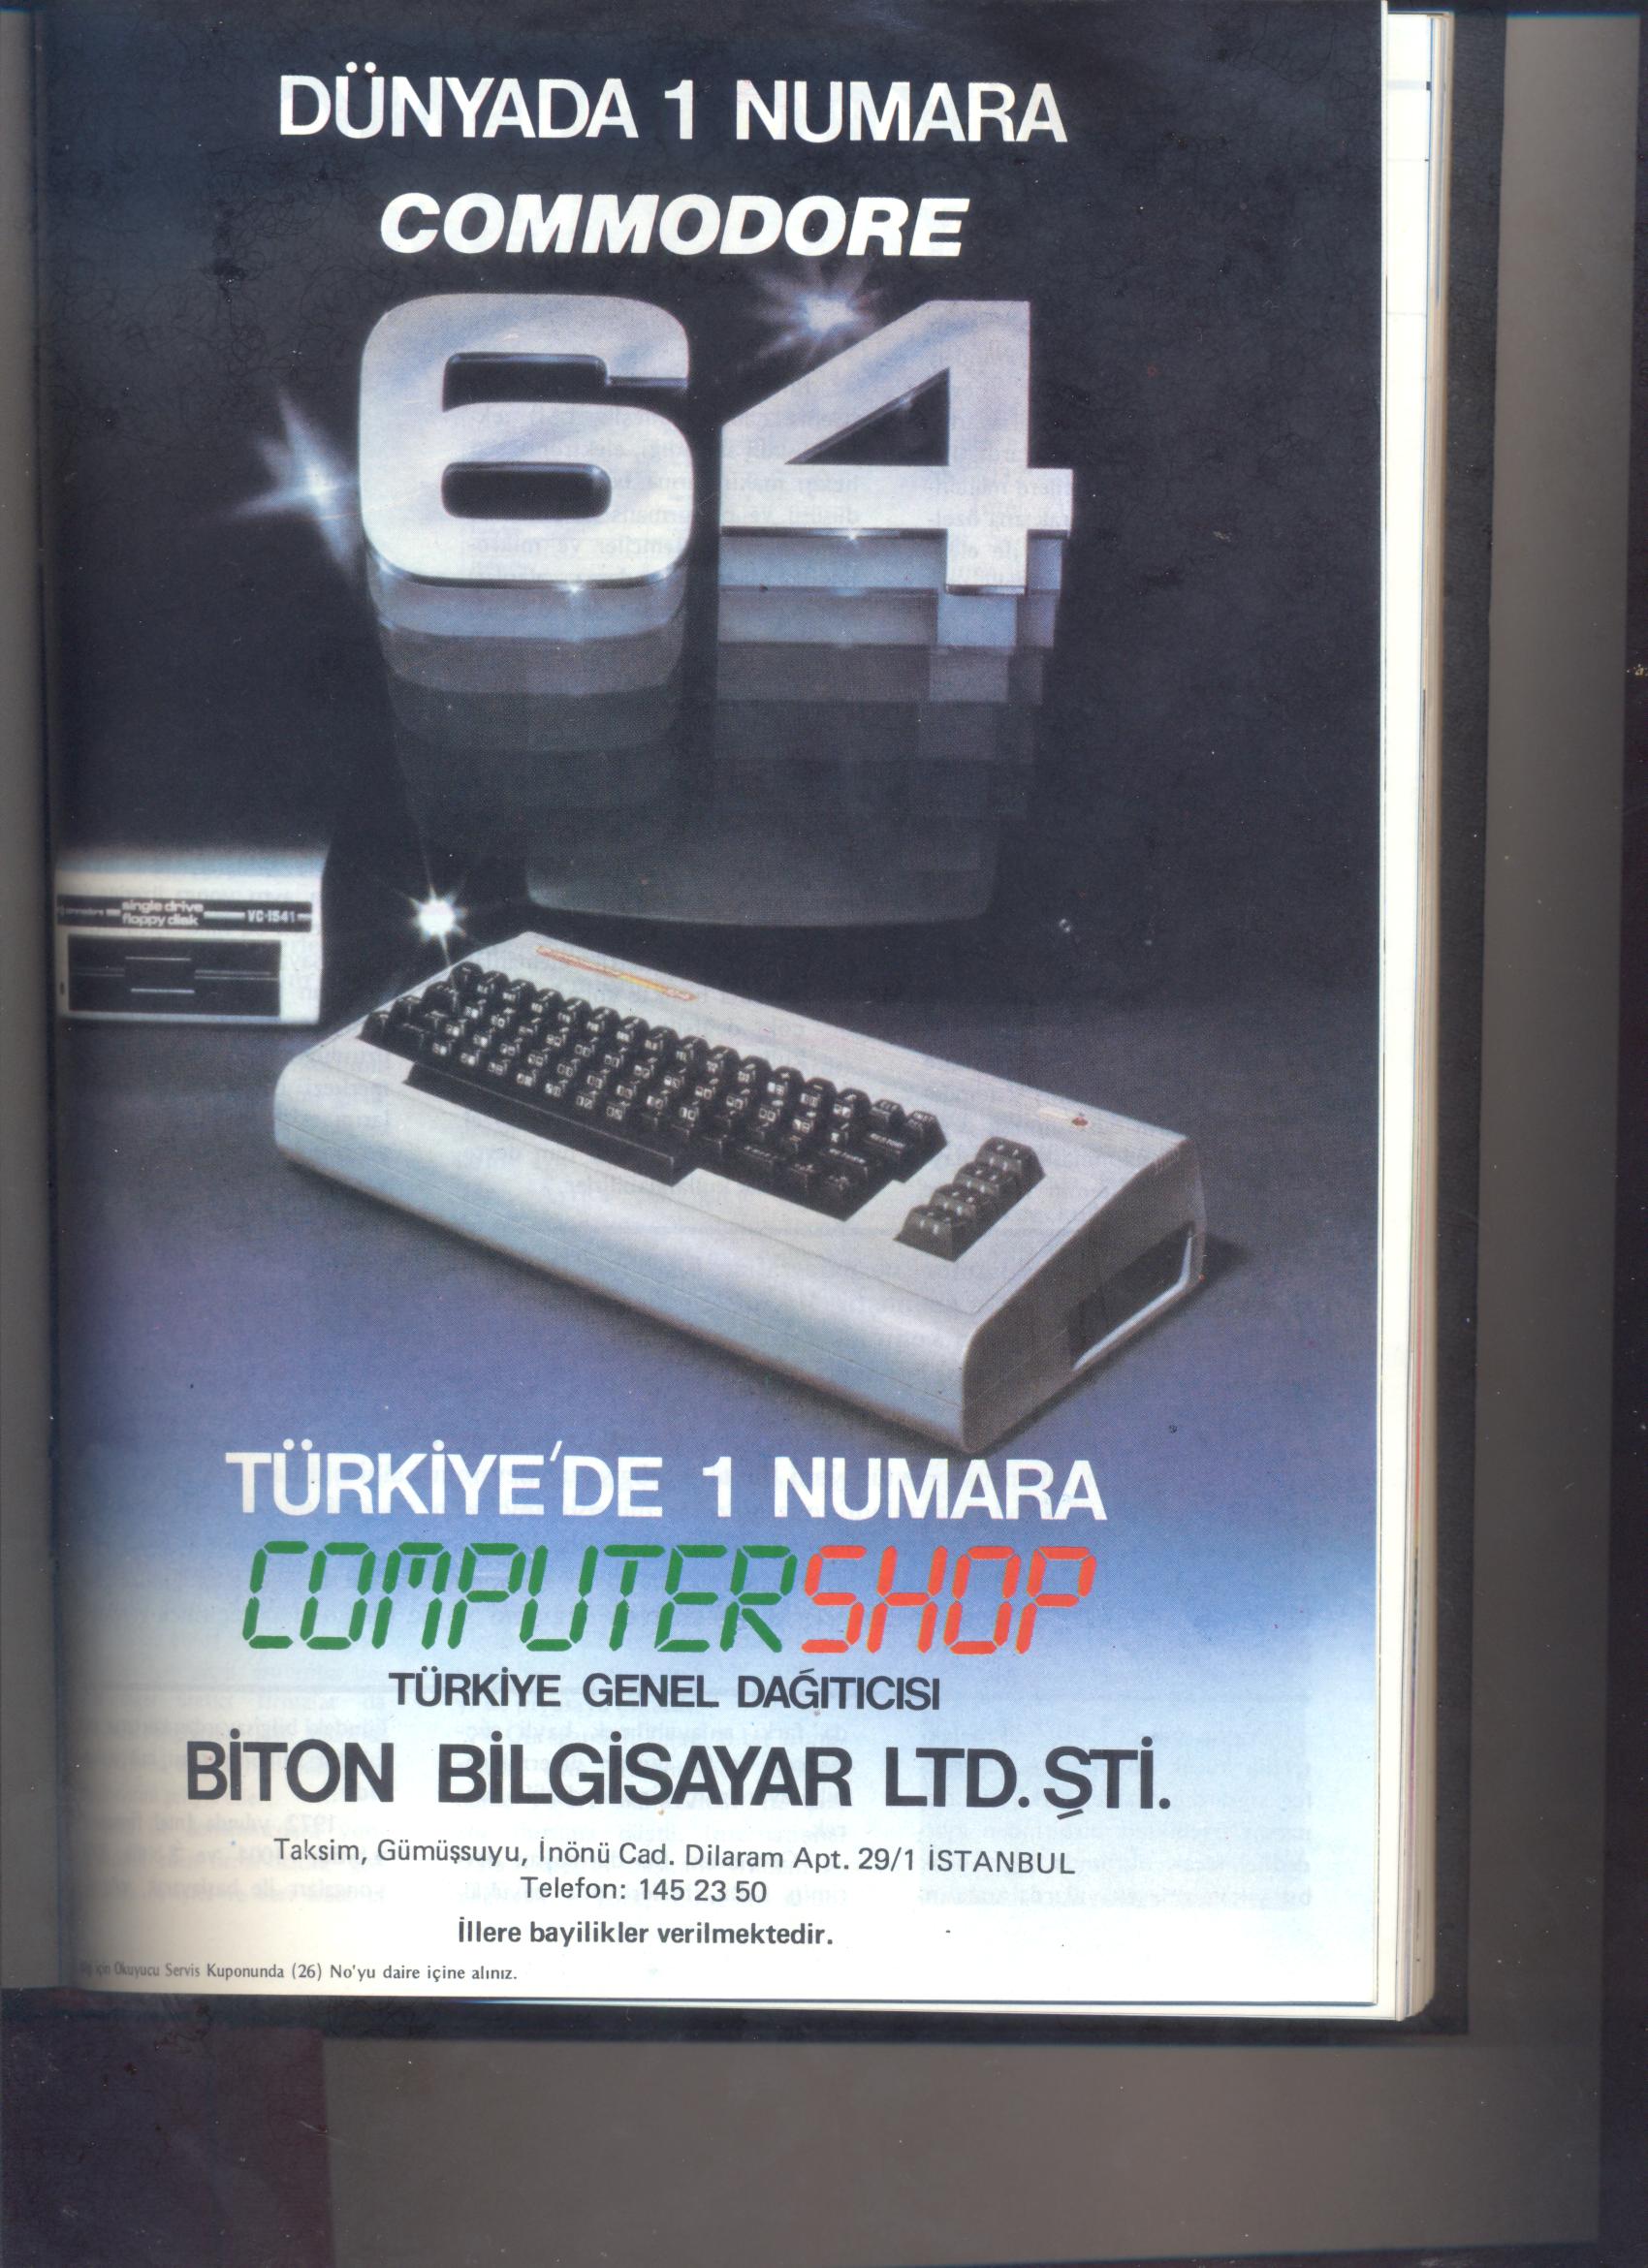 DÜNYADA 1 NUMARA
COMMODORE
64
single drive
floppy disk
VC-1541
TÜRKİYE'DE 1 NUMARA
COMPUTERSHOP
TÜRKİYE GENEL DAĞITICISI
BİTON BİLGİSAYAR LTD. ŞTİ.
Taksim, Gümüşsuyu, İnönü Cad. Dilaram Apt. 29/1 İSTANBUL
Telefon: 145 23 50
İllere bayilikler verilmektedir.
için Okuyucu Servis Kuponunda (26) No'yu daire içine alınız.